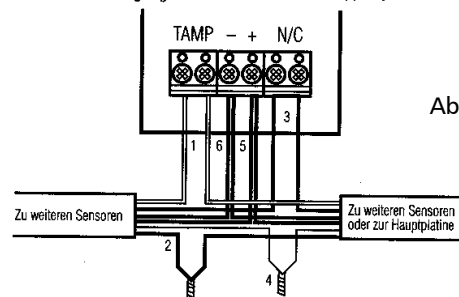 TAMP – + N/C
3
Ab
1 6 5
Zu weiteren Sensoren
Zu weiteren Sensoren
oder zur Hauptplatine
2
4